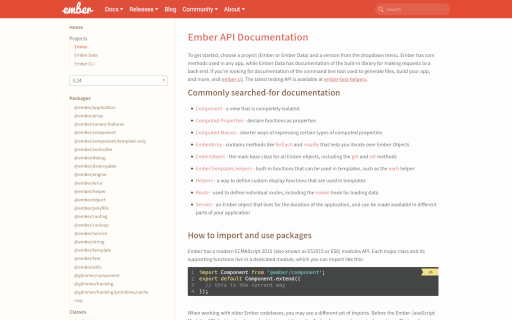 ember
Docs Releases Blog Community About
Search
Home
Projects
Ember
Ember Data
Ember CLI
3.24
Packages
@ember/application
@ember/array
@ember/canary-features
@ember/component
@ember/component/template-only
@ember/controller
@ember/debug
@ember/destroyable
@ember/engine
@ember/error
@ember/helper
@ember/object
@ember/polyfills
@ember/routing
@ember/runloop
@ember/service
@ember/string
@ember/template
@ember/test
@ember/utils
@glimmer/component
@glimmer/tracking
@glimmer/tracking/primitives/cache
rsvp
Classes
Ember API Documentation
To get started, choose a project (Ember or Ember Data) and a version from the dropdown menu. Ember has core
methods used in any app, while Ember Data has documentation of the built-in library for making requests to a
back end. If you're looking for documentation of the command line tool used to generate files, build your app,
and more, visit ember-cli. The latest testing API is available at ember-test-helpers.
Commonly searched-for documentation
Component - a view that is completely isolated
Computed Properties - declare functions as properties
Computed Macros - shorter ways of expressing certain types of computed properties
EmberArray - contains methods like forEach and mapBy that help you iterate over Ember Objects
EmberObject - the main base class for all Ember objects, including the get and set methods
Ember.Templates.helpers - built in functions that can be used in templates, such as the each helper
Helpers - a way to define custom display functions that are used in templates
Route - used to define individual routes, including the model hook for loading data
Service - an Ember object that lives for the duration of the application, and can be made available in different
parts of your application
How to import and use packages
Ember has a modern ECMAScript 2015 (also known as ES2015 or ES6) modules API. Each major class and its
supporting functions lie in a dedicated module, which you can import like this:
1 import Component from '@ember/component';
2 export default Component.extend({
3 // this is the current way
4 });
When working with older Ember codebases, you may see a different set of imports. Before the Ember JavaScript